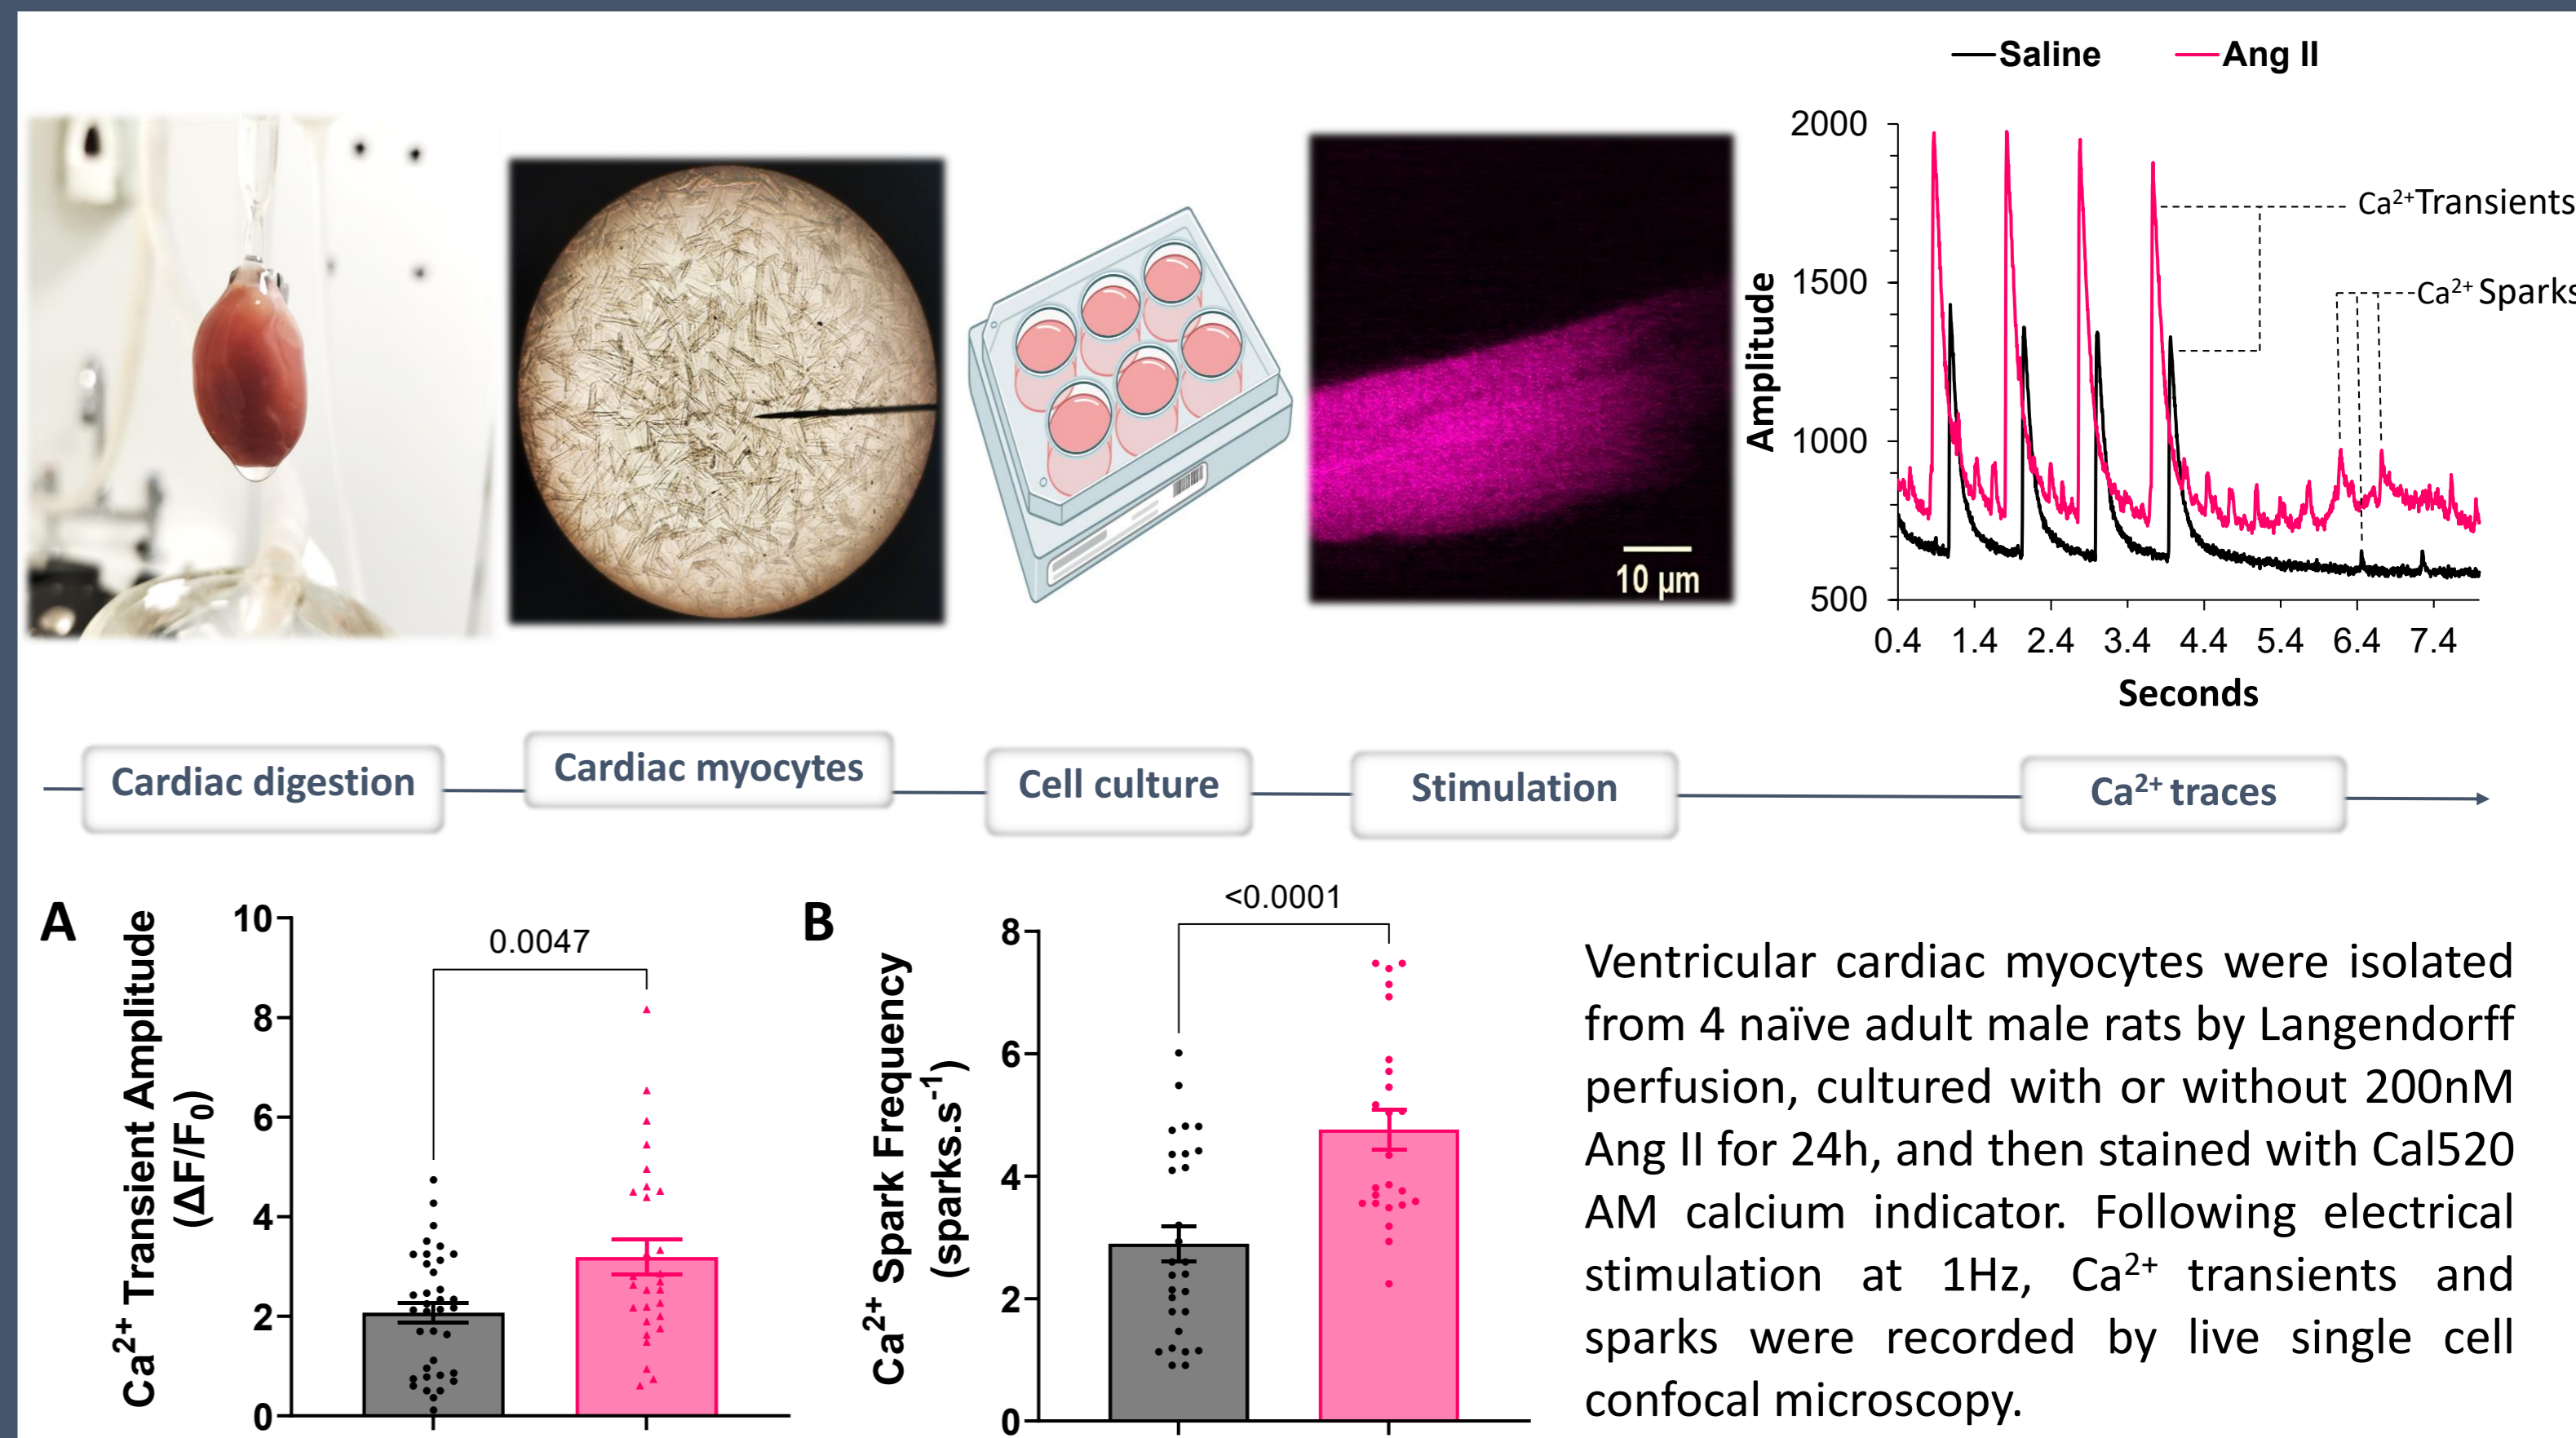 Saline
Ang II
2000
1500
1000
500
Amplitude
Ca²⁺Transients
Ca²⁺ Sparks
0.4 1.4 2.4 3.4 4.4 5.4 6.4 7.4
Seconds
10 µm
Cardiac digestion
Cardiac myocytes
Cell culture
Stimulation
Ca²⁺ traces
A
Ca²⁺ Transient Amplitude
(ΔF/F₀)
10
8
6
4
2
0
0.0047
B
Ca²⁺ Spark Frequency
(sparks.s⁻¹)
8
6
4
2
0
<0.0001
Ventricular cardiac myocytes were isolated
from 4 naïve adult male rats by Langendorff
perfusion, cultured with or without 200nM
Ang II for 24h, and then stained with Cal520
AM calcium indicator. Following electrical
stimulation at 1Hz, Ca²⁺ transients and
sparks were recorded by live single cell
confocal microscopy.